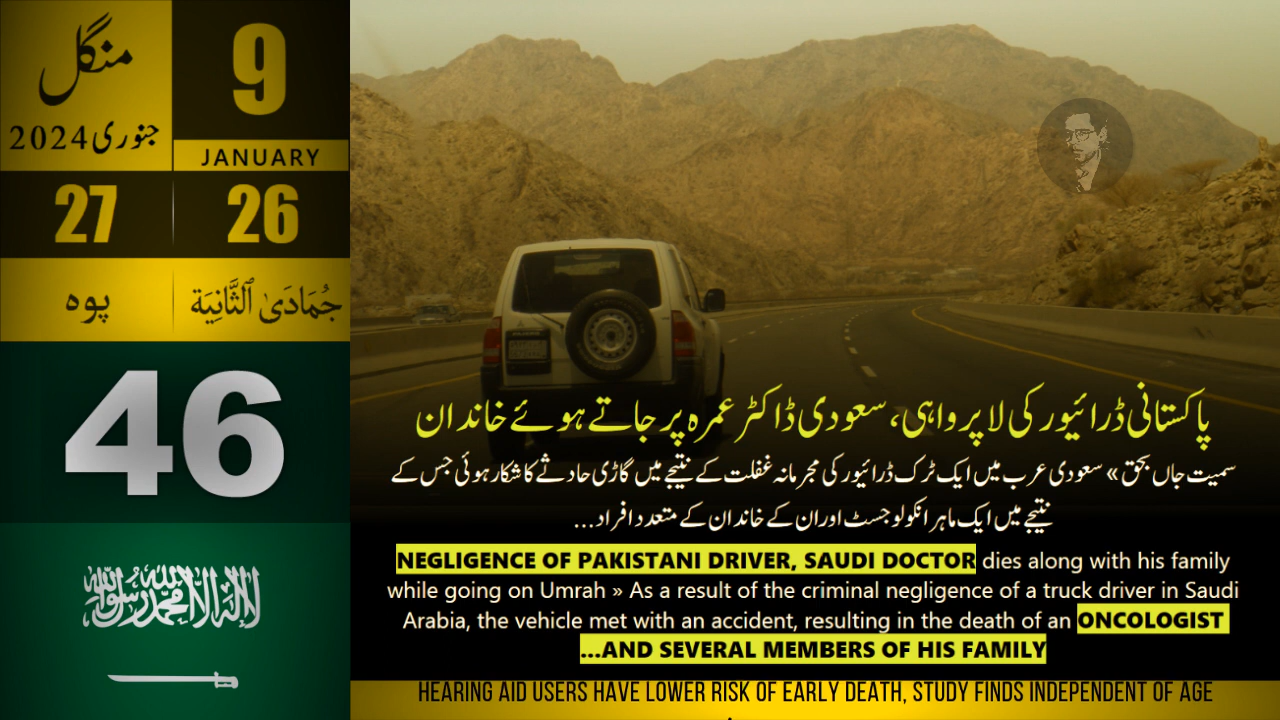 منگل
جنوری 2024
9
JANUARY
27
26
پوہ
جُمَادَىٰ ٱلثَّانِيَة
46
لا إله إلا الله محمد رسول الله
پاکستانی ڈرائیور کی لاپرواہی، سعودی ڈاکٹر عمرہ پر جاتے ہوئے خاندان
سمیت جاں بحق » سعودی عرب میں ایک ٹرک ڈرائیور کی مجرمانہ غفلت کے نتیجے میں گاڑی حادثے کا شکار ہوئی جس کے
نتیجے میں ایک ماہر انکولوجسٹ اور ان کے خاندان کے متعدد افراد...
NEGLIGENCE OF PAKISTANI DRIVER, SAUDI DOCTOR dies along with his family
while going on Umrah » As a result of the criminal negligence of a truck driver in Saudi
Arabia, the vehicle met with an accident, resulting in the death of an ONCOLOGIST
...AND SEVERAL MEMBERS OF HIS FAMILY
HEARING AID USERS HAVE LOWER RISK OF EARLY DEATH, STUDY FINDS INDEPENDENT OF AGE